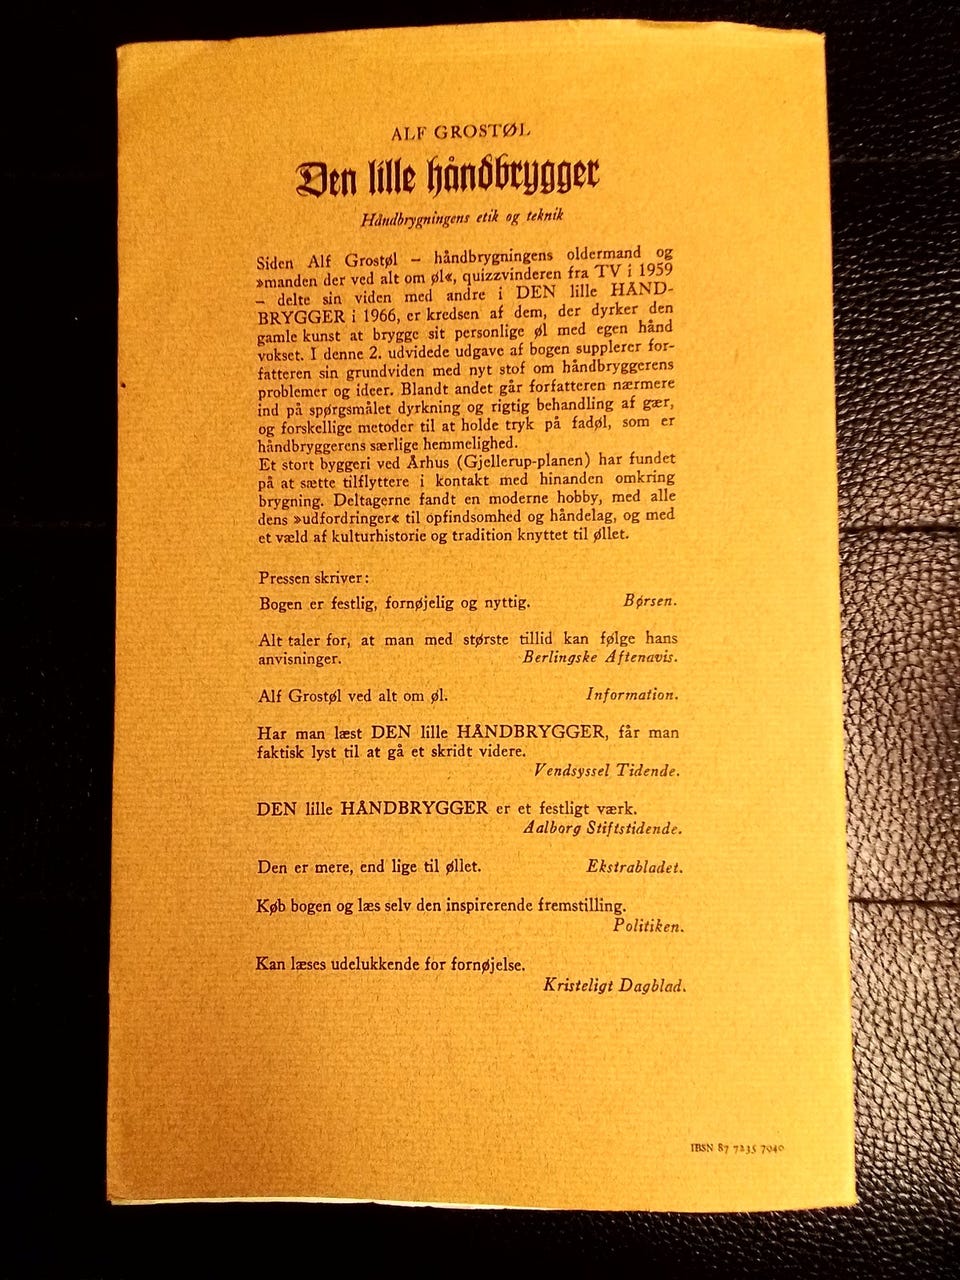 ALF GROSTØL
Den lille håndbrygger
Håndbrygningens etik og teknik
Siden Alf Grostøl – håndbrygningens oldermand og
»manden der ved alt om øl«, quizzvinderen fra TV i 1959
– delte sin viden med andre i DEN lille HÅND-
BRYGGER i 1966, er kredsen af dem, der dyrker den
gamle kunst at brygge sit personlige øl med egen hånd
vokset. I denne 2. udvidede udgave af bogen supplerer for-
fatteren sin grundviden med nyt stof om håndbryggerens
problemer og ideer. Blandt andet går forfatteren nærmere
ind på spørgsmålet dyrkning og rigtig behandling af gær,
og forskellige metoder til at holde tryk på fadøl, som er
håndbryggerens særlige hemmelighed.
Et stort byggeri ved Århus (Gjellerup-planen) har fundet
på at sætte tilflyttere i kontakt med hinanden omkring
brygning. Deltagerne fandt en moderne hobby, med alle
dens »udfordringer« til opfindsomhed og håndelag, og med
et væld af kulturhistorie og tradition knyttet til øllet.
Pressen skriver:
Bogen er festlig, fornøjelig og nyttig. Børsen.
Alt taler for, at man med største tillid kan følge hans
anvisninger. Berlingske Aftenavis.
Alf Grostøl ved alt om øl. Information.
Har man læst DEN lille HÅNDBRYGGER, får man
faktisk lyst til at gå et skridt videre.
Vendsyssel Tidende.
DEN lille HÅNDBRYGGER er et festligt værk.
Aalborg Stiftstidende.
Den er mere, end lige til øllet. Ekstrabladet.
Køb bogen og læs selv den inspirerende fremstilling.
Politiken.
Kan læses udelukkende for fornøjelse.
Kristeligt Dagblad.
IBSN 87 7235 7040